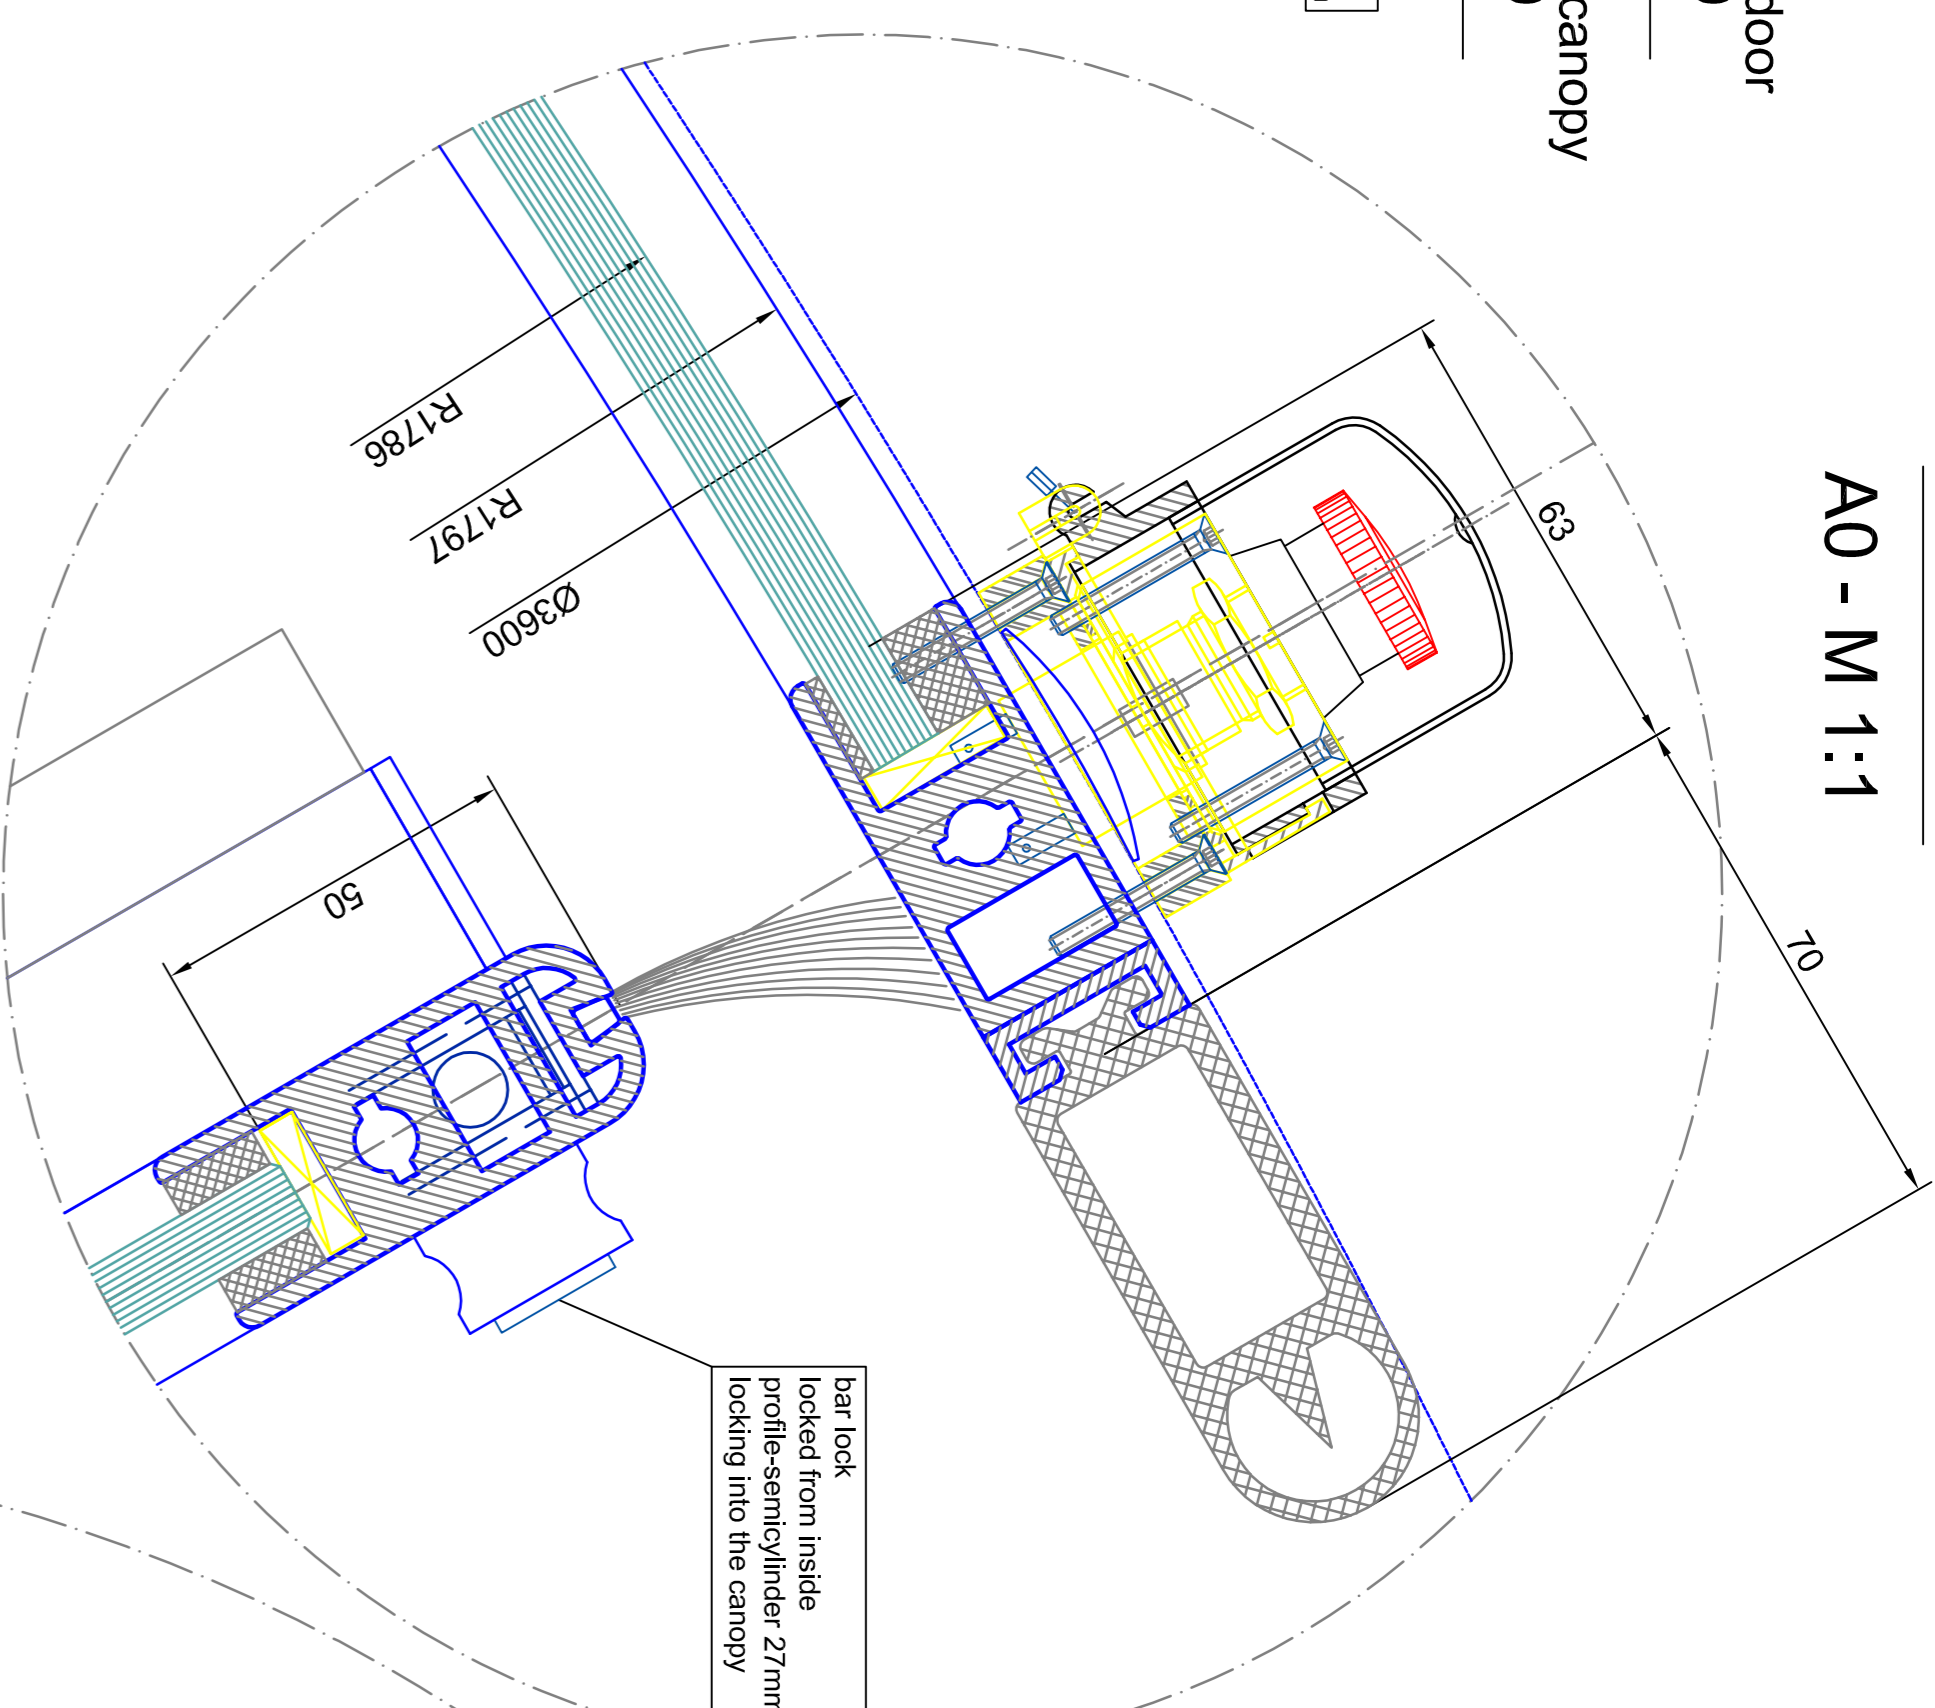 door
canopy
A0 - M 1:1
63
70
R1786
R1797
Ø3600
50
bar lock
locked from inside
profile-semicylinder 27mm
locking into the canopy